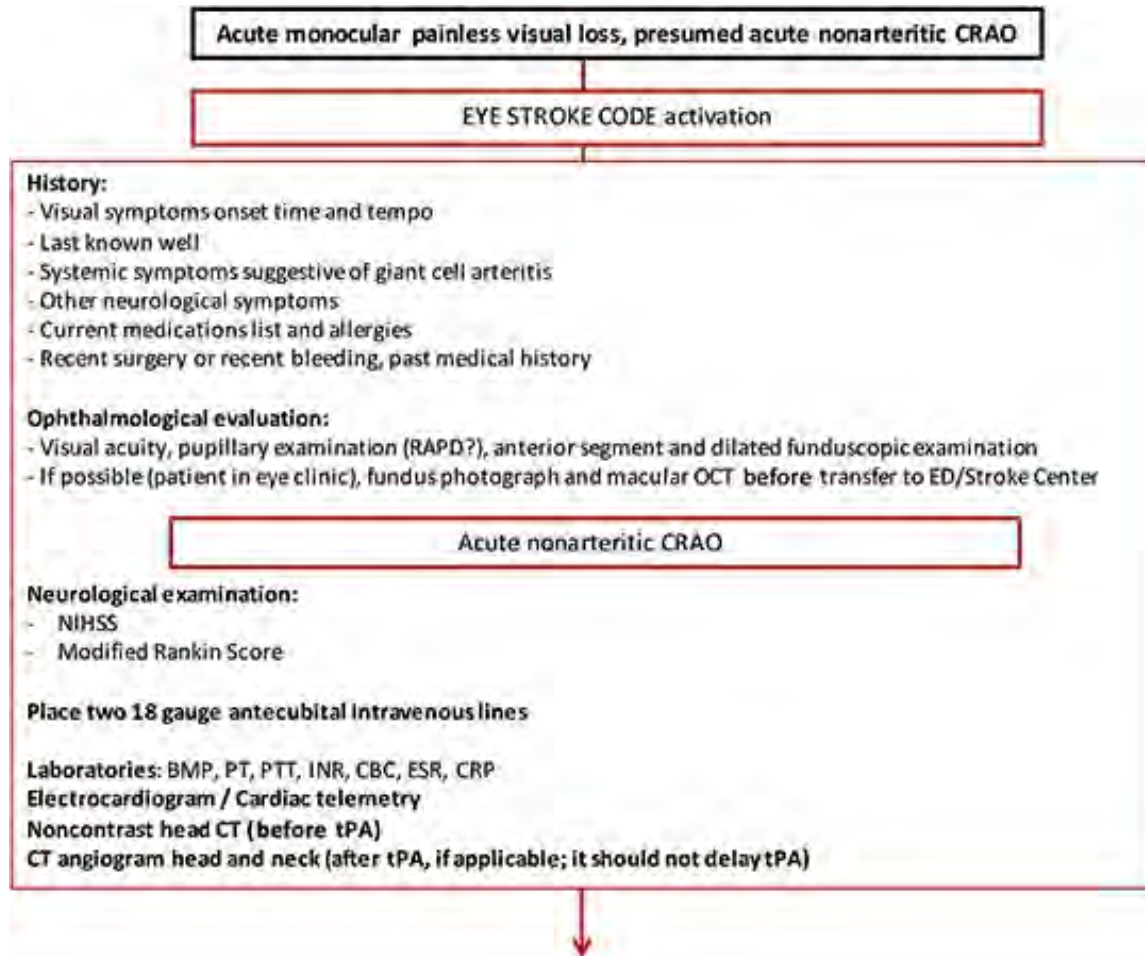 Acute monocular painless visual loss, presumed acute nonarteritic CRAO
EYE STROKE CODE activation
History:
- Visual symptoms onset time and tempo
- Last known well
- Systemic symptoms suggestive of giant cell arteritis
- Other neurological symptoms
- Current medications list and allergies
- Recent surgery or recent bleeding, past medical history
Ophthalmological evaluation:
- Visual acuity, pupillary examination (RAPD?), anterior segment and dilated funduscopic examination
- If possible (patient in eye clinic), fundus photograph and macular OCT before transfer to ED/Stroke Center
Acute nonarteritic CRAO
Neurological examination:
- NIHSS
- Modified Rankin Score
Place two 18 gauge antecubital intravenous lines
Laboratories: BMP, PT, PTT, INR, CBC, ESR, CRP
Electrocardiogram / Cardiac telemetry
Noncontrast head CT (before tPA)
CT angiogram head and neck (after tPA, if applicable; it should not delay tPA)